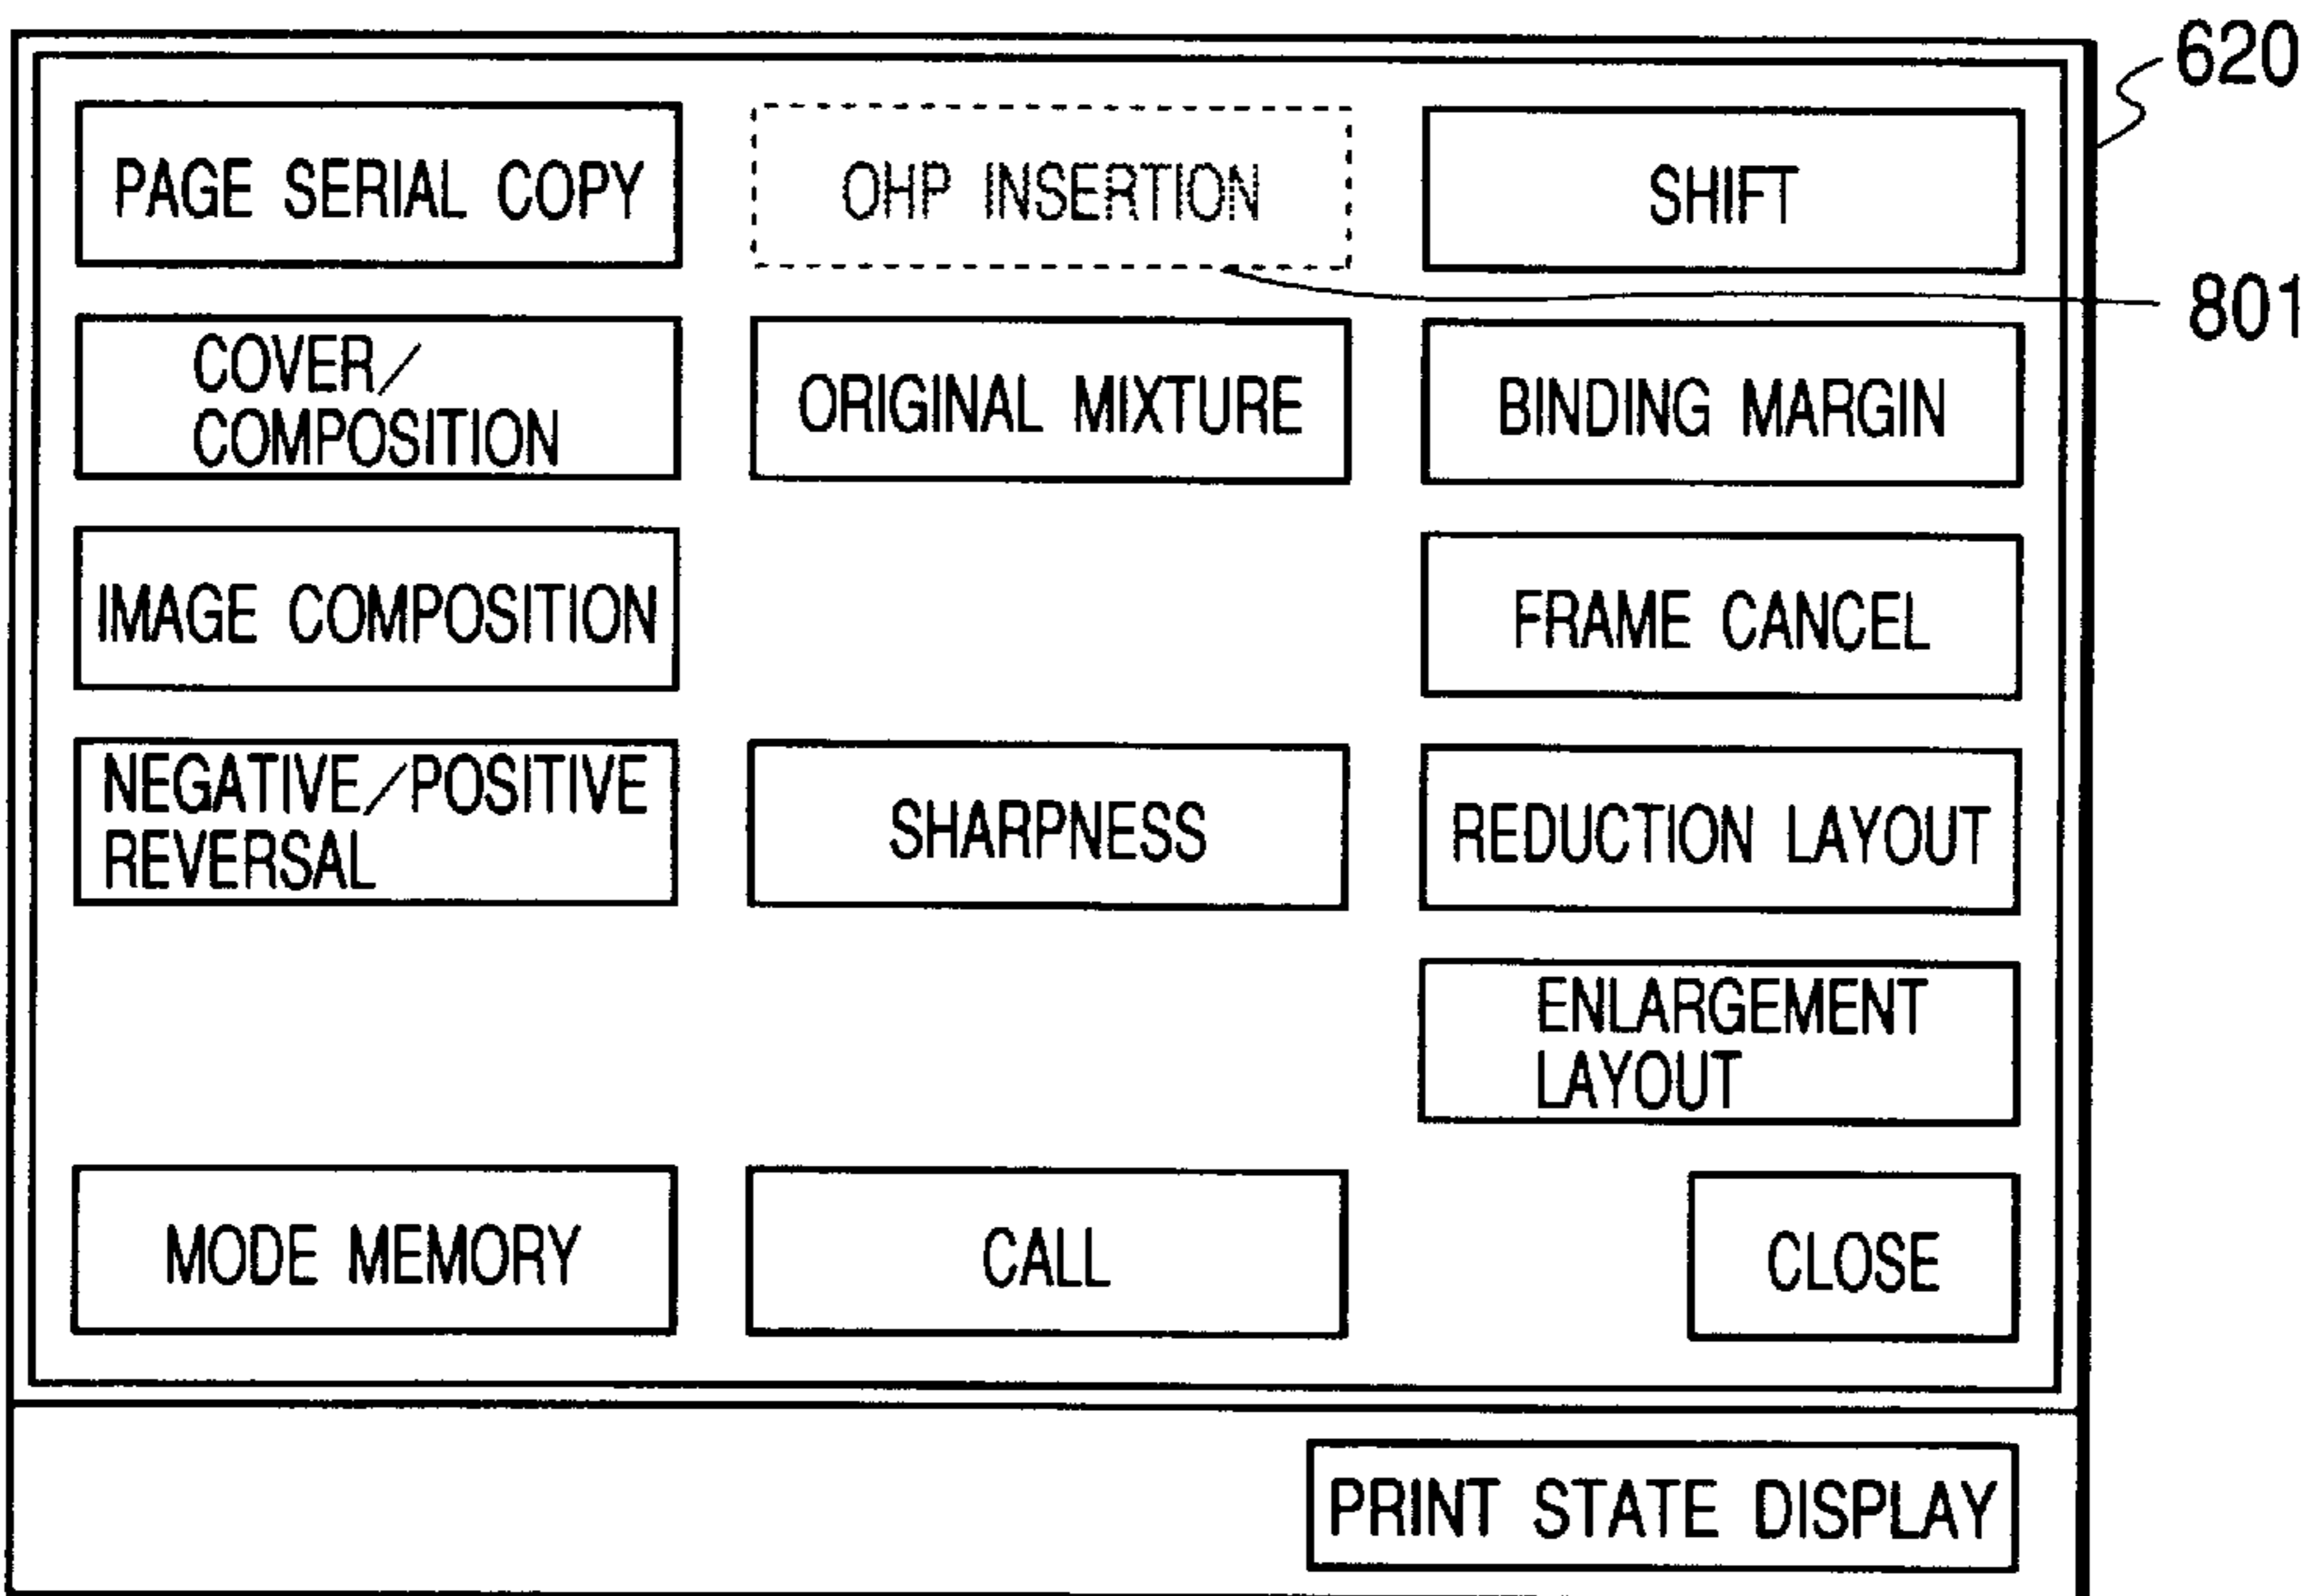 620
PAGE SERIAL COPY
OHP INSERTION
SHIFT
801
COVER/
COMPOSITION
ORIGINAL MIXTURE
BINDING MARGIN
IMAGE COMPOSITION
FRAME CANCEL
NEGATIVE/POSITIVE
REVERSAL
SHARPNESS
REDUCTION LAYOUT
ENLARGEMENT
LAYOUT
MODE MEMORY
CALL
CLOSE
PRINT STATE DISPLAY